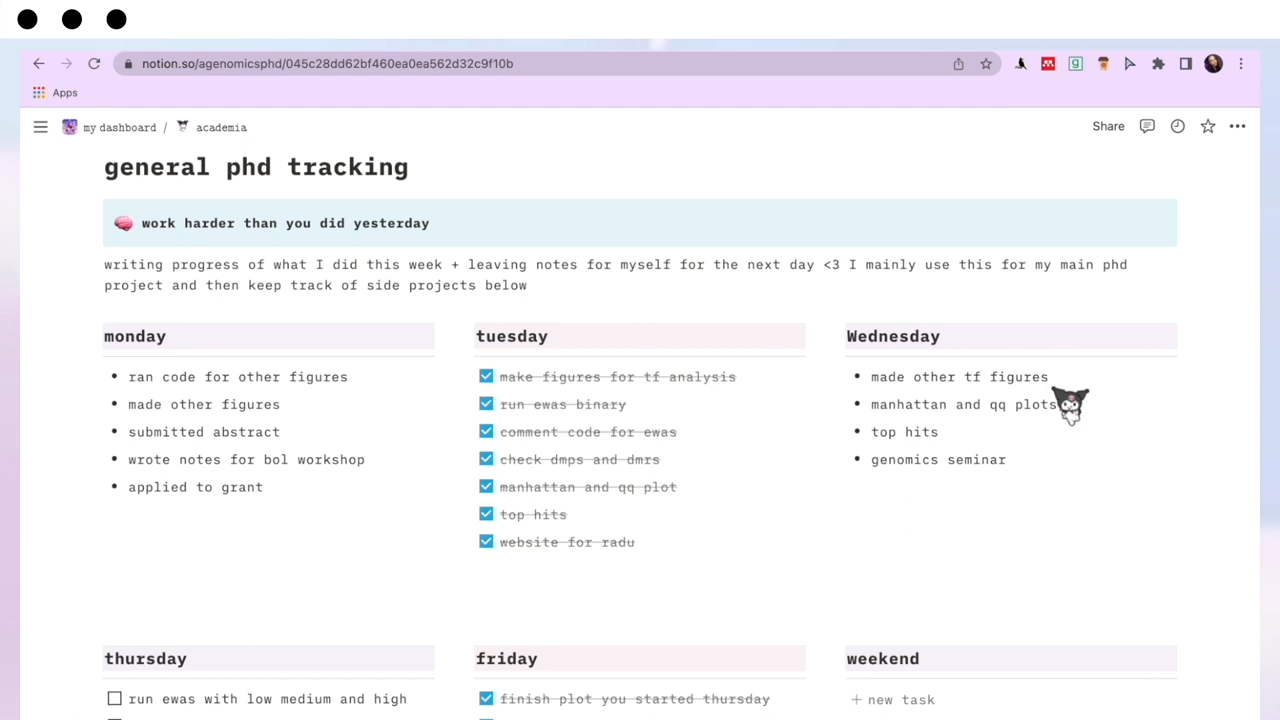 notion.so/agenomicsphd/045c28dd62bf460ea0ea562d32c9f10b
Apps
my dashboard / academia
Share
general phd tracking
work harder than you did yesterday
writing progress of what I did this week + leaving notes for myself for the next day <3 I mainly use this for my main phd
project and then keep track of side projects below
monday
ran code for other figures
made other figures
submitted abstract
wrote notes for bol workshop
applied to grant
tuesday
make figures for tf analysis
run ewas binary
comment code for ewas
check dmps and dmrs
manhattan and qq plot
top hits
website for radu
Wednesday
made other tf figures
manhattan and qq plots
top hits
genomics seminar
thursday
run ewas with low medium and high
friday
finish plot you started thursday
weekend
+ new task